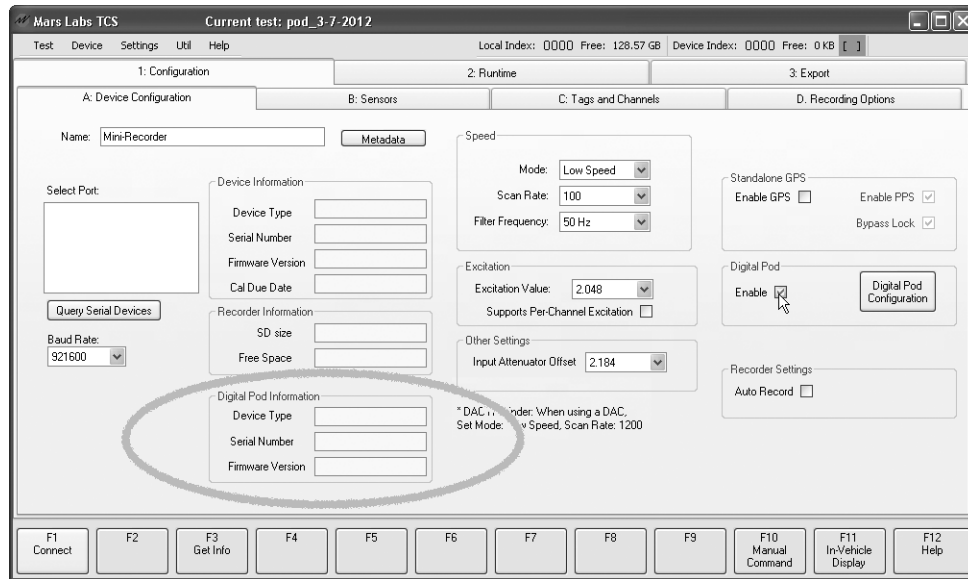 Mars Labs TCS Current test: pod_3-7-2012
Test Device Settings Util Help Local Index: 0000 Free: 128.57 GB Device Index: 0000 Free: 0 KB [ ]
1: Configuration 2: Runtime 3: Export
A: Device Configuration B: Sensors C: Tags and Channels D. Recording Options
Name: Mini-Recorder Metadata
Select Port:
Query Serial Devices
Baud Rate:
921600
Device Information
Device Type
Serial Number
Firmware Version
Cal Due Date
Recorder Information
SD size
Free Space
Digital Pod Information
Device Type
Serial Number
Firmware Version
Speed
Mode: Low Speed
Scan Rate: 100
Filter Frequency: 50 Hz
Excitation
Excitation Value: 2.048
Supports Per-Channel Excitation
Other Settings
Input Attenuator Offset 2.184
* DAC When using a DAC,
Set Mode: Speed, Scan Rate: 1200
Standalone GPS
Enable GPS Enable PPS
Bypass Lock
Digital Pod
Enable Digital Pod
Configuration
Recorder Settings
Auto Record
F1 F2 F3 F4 F5 F6 F7 F8 F9 F10 F11 F12
Connect Get Info Manual In-Vehicle Help
Command Display